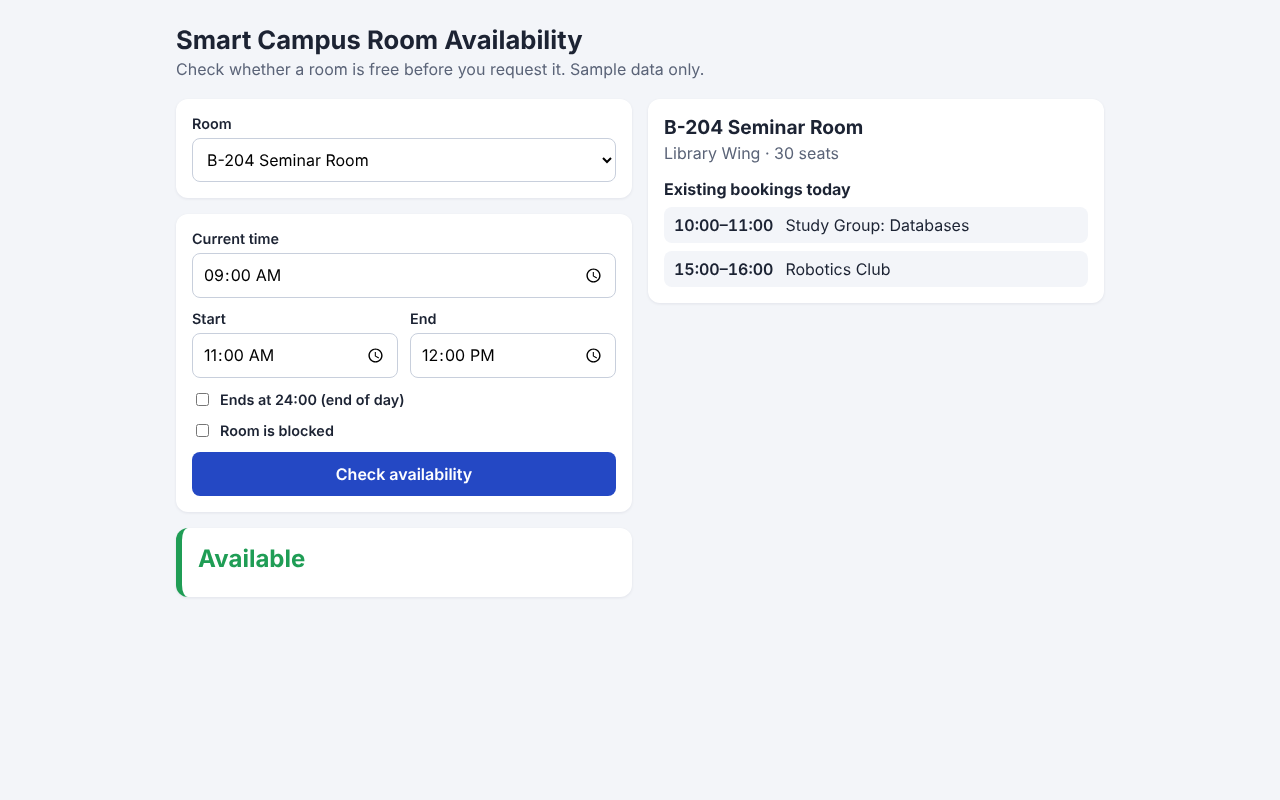 Smart Campus Room Availability
Check whether a room is free before you request it. Sample data only.
Room
B-204 Seminar Room
Current time
09:00 AM
Start
End
11:00 AM
12:00 PM
Ends at 24:00 (end of day)
Room is blocked
Check availability
Available
B-204 Seminar Room
Library Wing · 30 seats
Existing bookings today
10:00–11:00 Study Group: Databases
15:00–16:00 Robotics Club